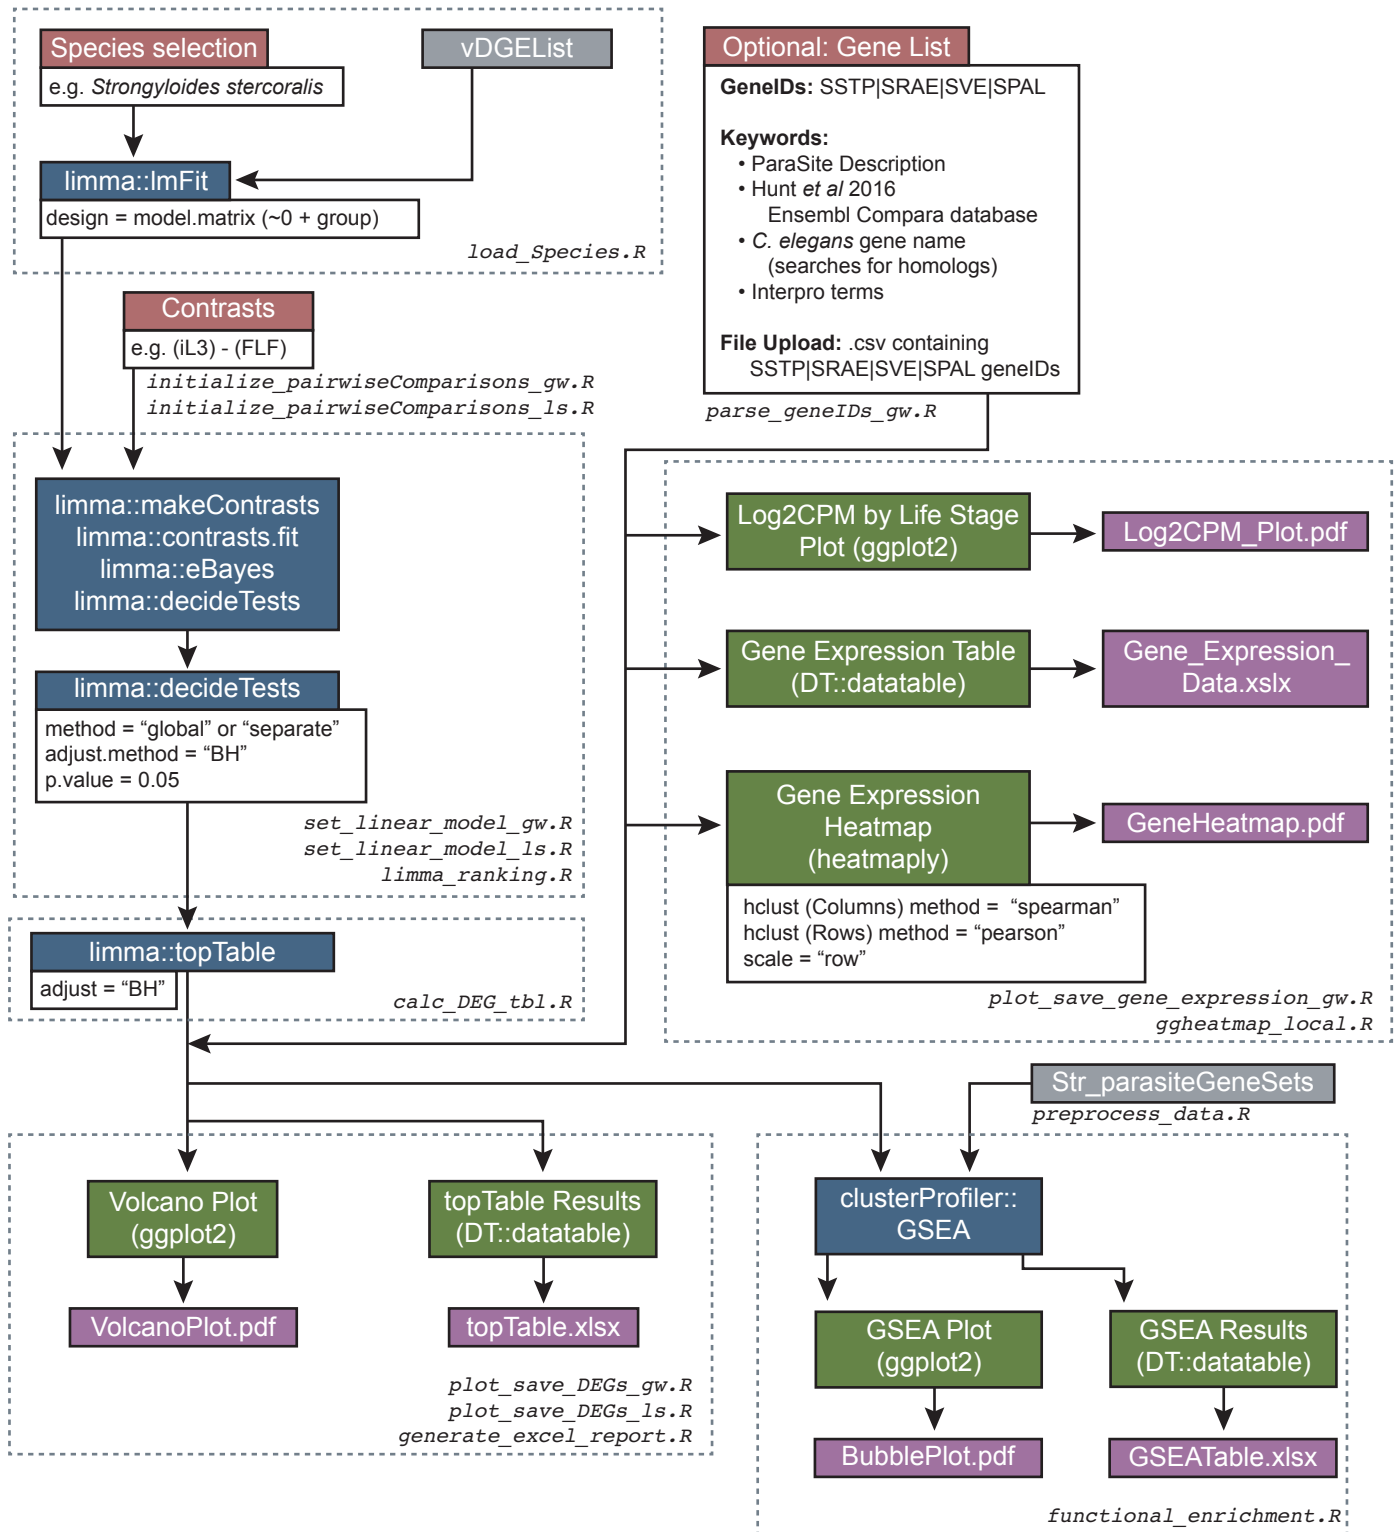 Species selection
e.g. Strongyloides stercoralis
vDGEList
limma::lmFit
design = model.matrix (~0 + group)
load_Species.R
Optional: Gene List
GeneIDs: SSTP|SRAE|SVE|SPAL
Keywords:
• ParaSite Description
• Hunt et al 2016
Ensembl Compara database
• C. elegans gene name
(searches for homologs)
• Interpro terms
File Upload: .csv containing
SSTP|SRAE|SVE|SPAL geneIDs
parse_geneIDs_gw.R
Contrasts
e.g. (iL3) - (FLF)
initialize_pairwiseComparisons_gw.R
initialize_pairwiseComparisons_ls.R
limma::makeContrasts
limma::contrasts.fit
limma::eBayes
limma::decideTests
limma::decideTests
method = “global” or “separate”
adjust.method = “BH”
p.value = 0.05
set_linear_model_gw.R
set_linear_model_ls.R
limma_ranking.R
limma::topTable
adjust = “BH”
calc_DEG_tbl.R
Log2CPM by Life Stage
Plot (ggplot2)
Log2CPM_Plot.pdf
Gene Expression Table
(DT::datatable)
Gene_Expression_
Data.xslx
Gene Expression
Heatmap
(heatmaply)
GeneHeatmap.pdf
hclust (Columns) method =  “spearman”
hclust (Rows) method = “pearson”
scale = “row”
plot_save_gene_expression_gw.R
ggheatmap_local.R
Str_parasiteGeneSets
preprocess_data.R
Volcano Plot
(ggplot2)
VolcanoPlot.pdf
topTable Results
(DT::datatable)
topTable.xlsx
plot_save_DEGs_gw.R
plot_save_DEGs_ls.R
generate_excel_report.R
clusterProfiler::
GSEA
GSEA Plot
(ggplot2)
BubblePlot.pdf
GSEA Results
(DT::datatable)
GSEATable.xlsx
functional_enrichment.R